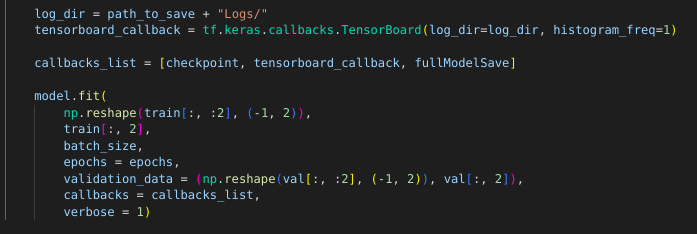 log_dir = path_to_save + "Logs/"
tensorboard_callback = tf.keras.callbacks.TensorBoard(log_dir=log_dir, histogram_freq=1)
callbacks_list = [checkpoint, tensorboard_callback, fullModelSave]
model.fit(
np.reshape(train[:, :2], (-1, 2)),
train[:, 2],
batch_size,
epochs = epochs,
validation_data = (np.reshape(val[:, :2], (-1, 2)), val[:, 2]),
callbacks = callbacks_list,
verbose = 1)